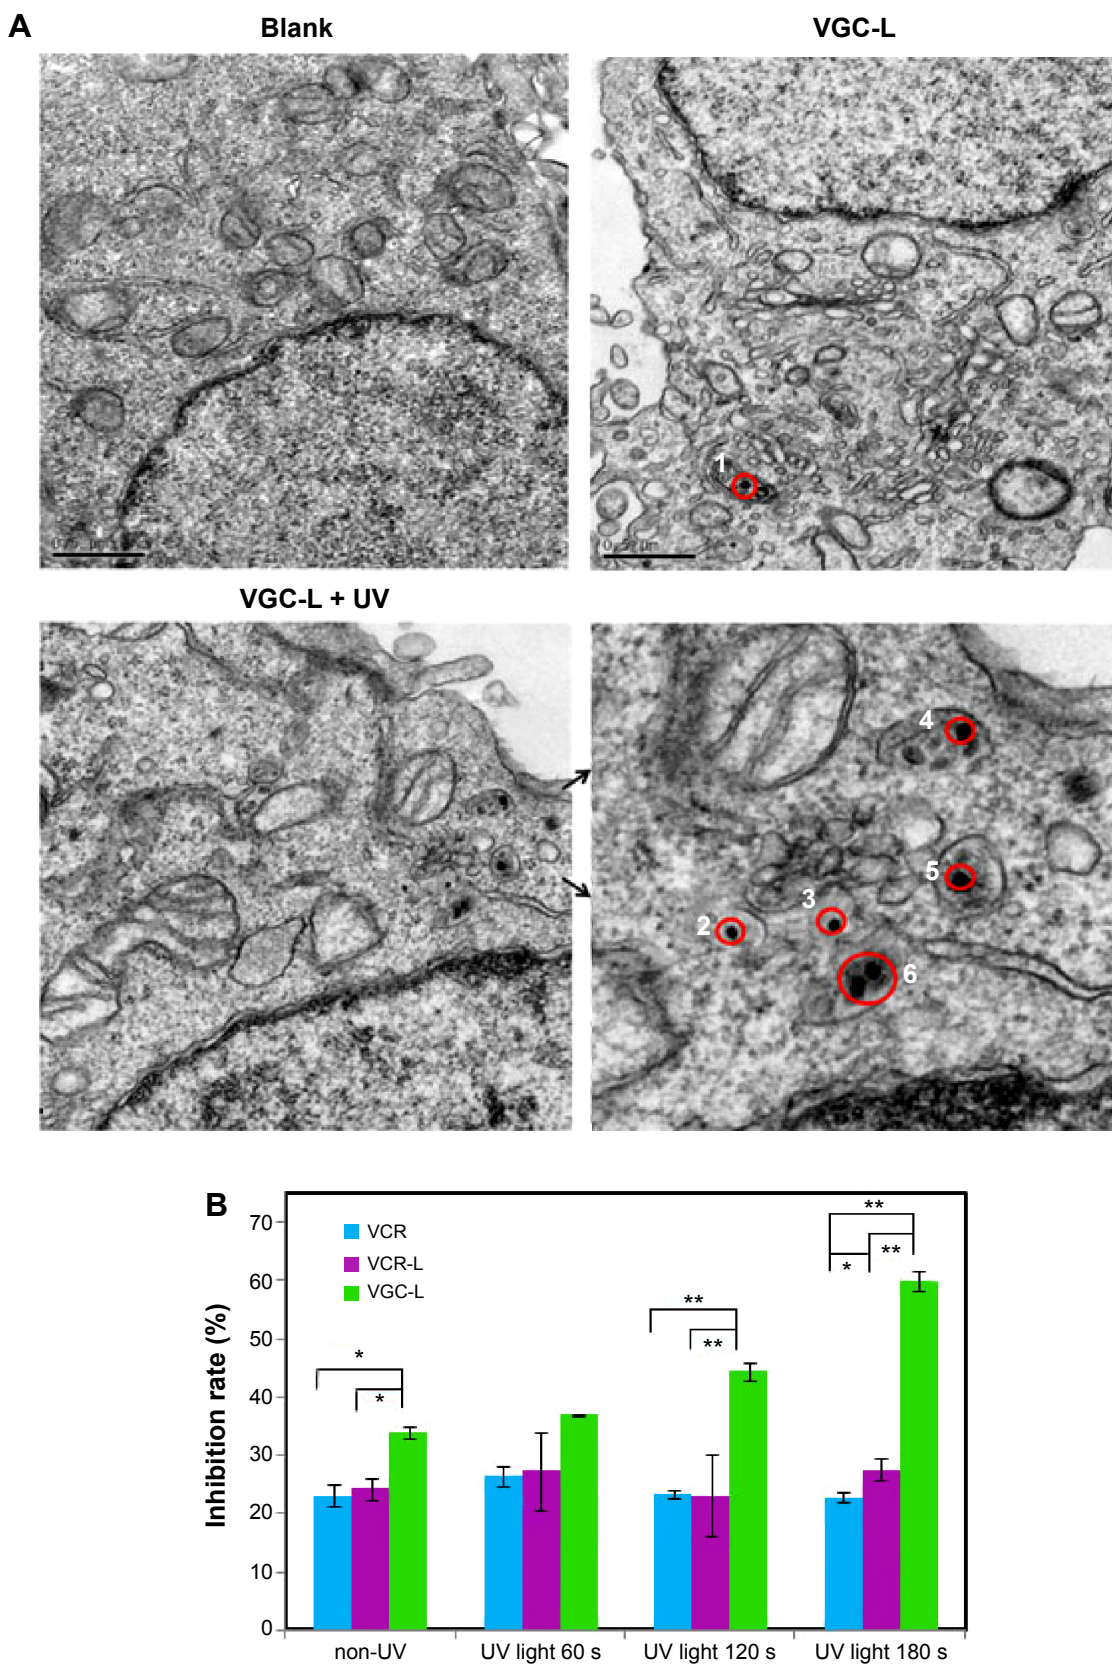 A
Blank
VGC-L
1
VGC-L + UV
4
5
3
2
6
B
Inhibition rate (%)
70
60
50
40
30
20
10
0
VCR
VCR-L
VGC-L
*
*
**
**
**
**
*
non-UV
UV light 60 s
UV light 120 s
UV light 180 s